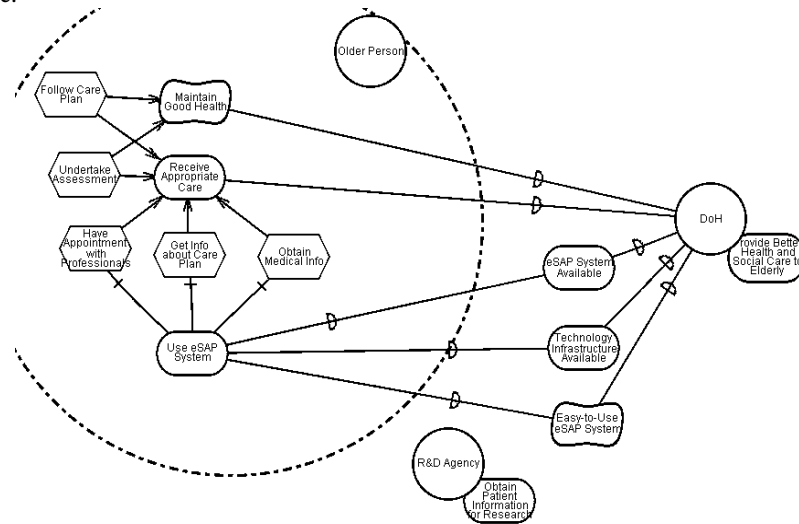 Older Person
Follow Care
Plan
Maintain
Good Health
Undertake
Assessment
Receive
Appropriate
Care
Have
Appointment
with
Professionals
Get Info
about Care
Plan
Obtain
Medical Info
Use eSAP
System
DoH
rovide Bette
Health and
Social Care to
Elderly
eSAP System
Available
Technology
Infrastructure
Available
Easy-to-Use
eSAP System
R&D Agency
Obtain
Patient
Information
for Research